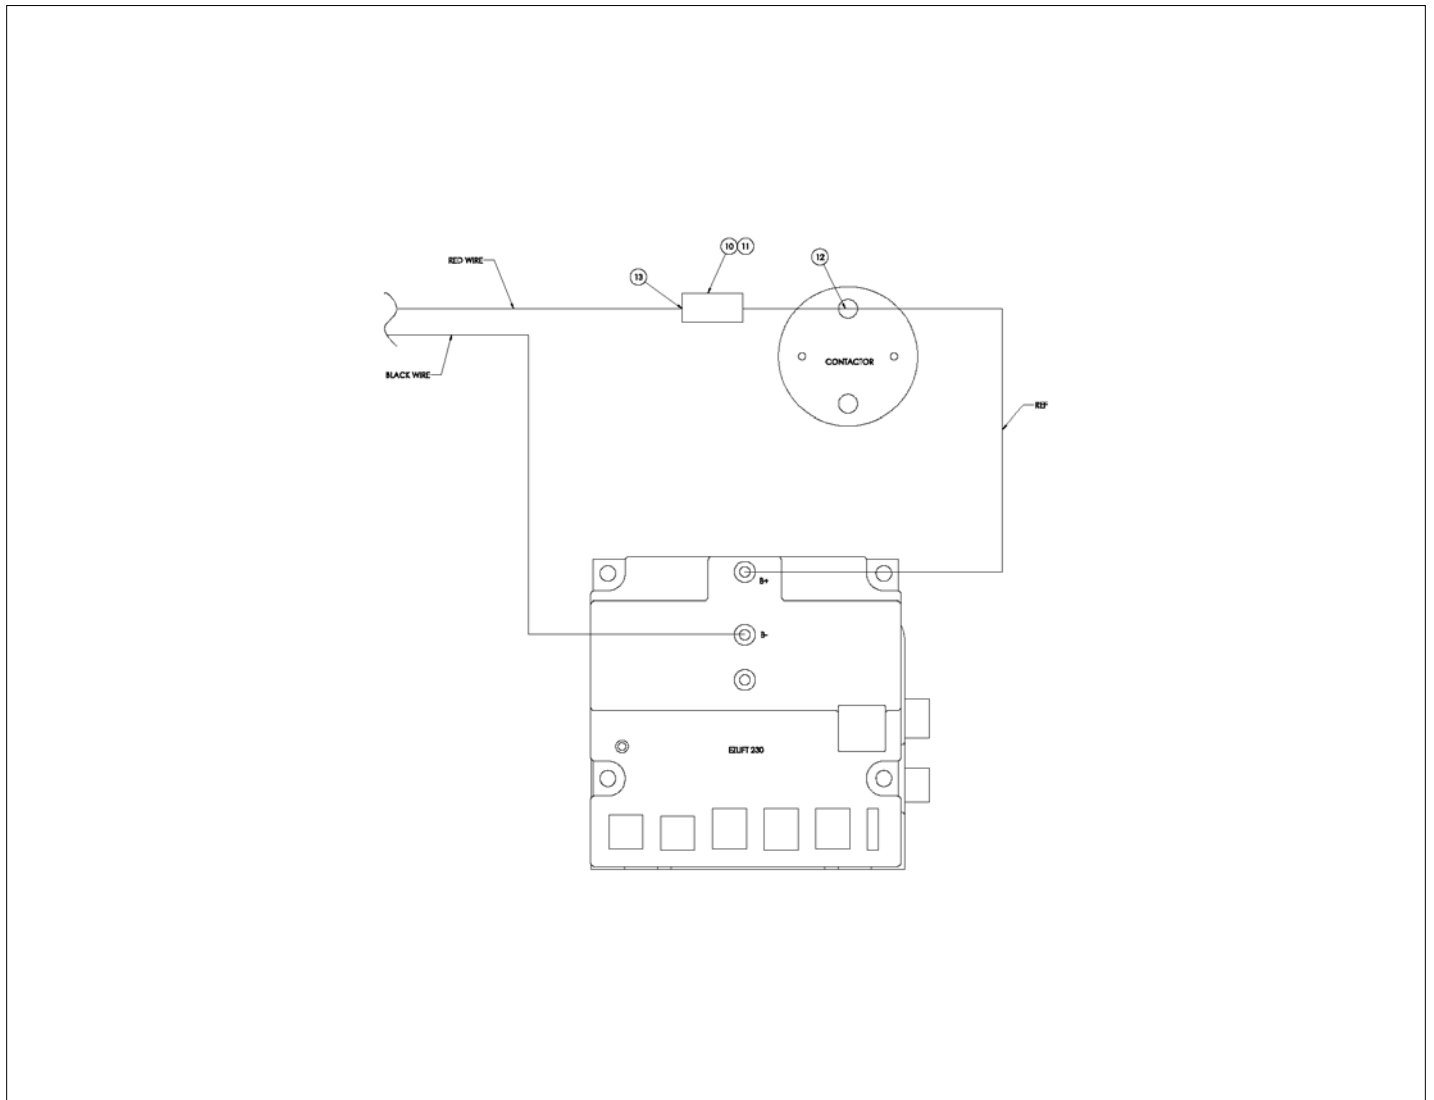 10 11
12
RED WIRE
13
CONTACTOR
BLACK WIRE
REF
B+
B-
EZLIFT 230